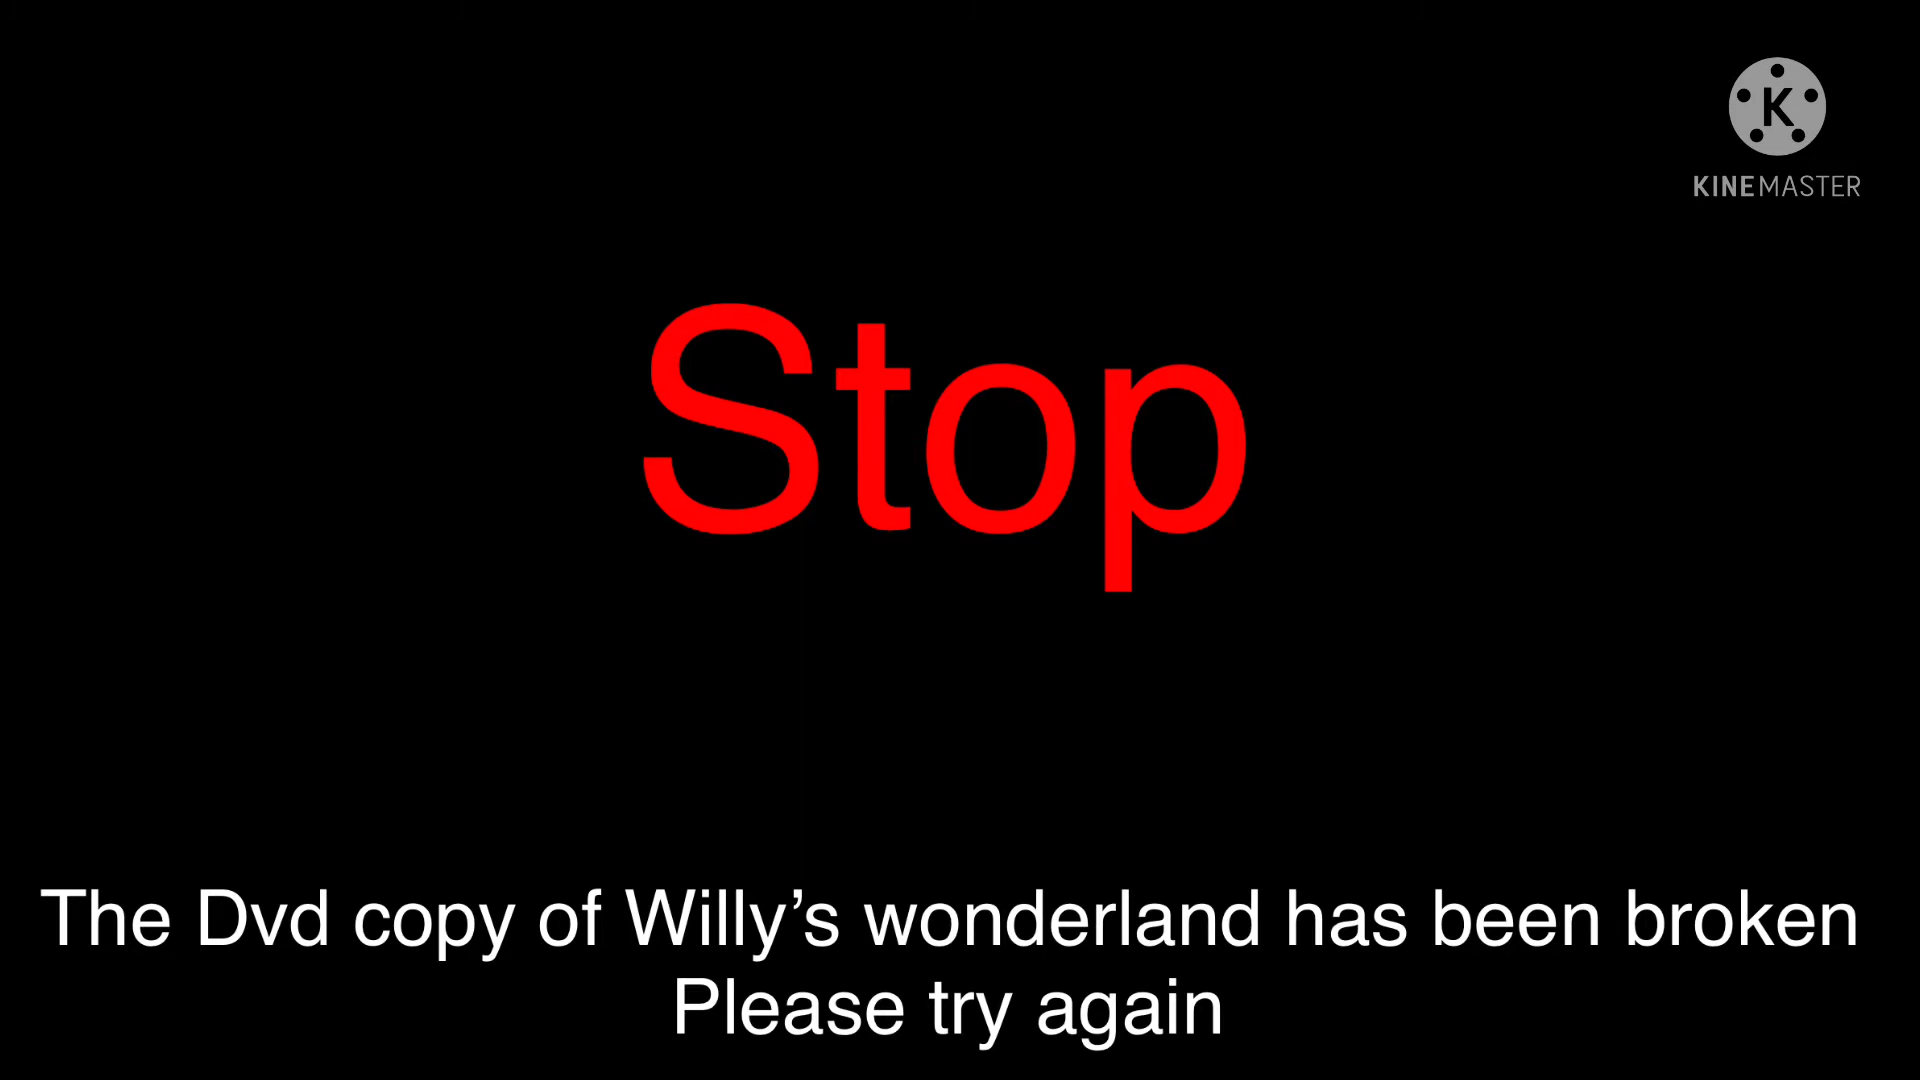 K
KINEMASTER
Stop
The Dvd copy of Willy’s wonderland has been broken
Please try again